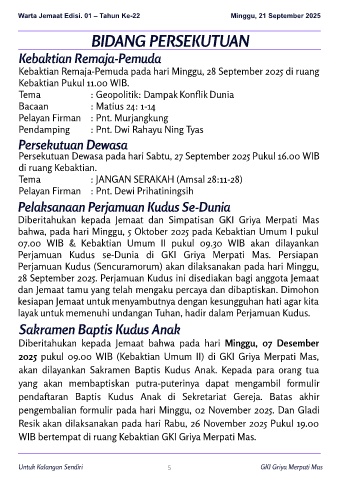 Warta Jemaat Edisi. 01 – Tahun Ke-22 Minggu, 21 September 2025
BIDANG PERSEKUTUAN
Kebaktian Remaja-Pemuda
Kebaktian Remaja-Pemuda pada hari Minggu, 28 September 2025 di ruang
Kebaktian Pukul 11.00 WIB.
Tema : Geopolitik: Dampak Konflik Dunia
Bacaan : Matius 24: 1-14
Pelayan Firman : Pnt. Murjangkung
Pendamping : Pnt. Dwi Rahayu Ning Tyas
Persekutuan Dewasa
Persekutuan Dewasa pada hari Sabtu, 27 September 2025 Pukul 16.00 WIB
di ruang Kebaktian.
Tema : JANGAN SERAKAH (Amsal 28:11-28)
Pelayan Firman : Pnt. Dewi Prihatiningsih
Pelaksanaan Perjamuan Kudus Se-Dunia
Diberitahukan kepada Jemaat dan Simpatisan GKI Griya Merpati Mas
bahwa, pada hari Minggu, 5 Oktober 2025 pada Kebaktian Umum I pukul
07.00 WIB & Kebaktian Umum II pukul 09.30 WIB akan dilayankan
Perjamuan Kudus se-Dunia di GKI Griya Merpati Mas. Persiapan
Perjamuan Kudus (Sencuramorum) akan dilaksanakan pada hari Minggu,
28 September 2025. Perjamuan Kudus ini disediakan bagi anggota Jemaat
dan Jemaat tamu yang telah mengaku percaya dan dibaptiskan. Dimohon
kesiapan Jemaat untuk menyambutnya dengan kesungguhan hati agar kita
layak untuk memenuhi undangan Tuhan, hadir dalam Perjamuan Kudus.
Sakramen Baptis Kudus Anak
Diberitahukan kepada Jemaat bahwa pada hari Minggu, 07 Desember
2025 pukul 09.00 WIB (Kebaktian Umum II) di GKI Griya Merpati Mas,
akan dilayankan Sakramen Baptis Kudus Anak. Kepada para orang tua
yang akan membaptiskan putra-puterinya dapat mengambil formulir
pendaftaran Baptis Kudus Anak di Sekretariat Gereja. Batas akhir
pengembalian formulir pada hari Minggu, 02 November 2025. Dan Gladi
Resik akan dilaksanakan pada hari Rabu, 26 November 2025 Pukul 19.00
WIB bertempat di ruang Kebaktian GKI Griya Merpati Mas.
Untuk Kalangan Sendiri 5 GKI Griya Merpati Mas